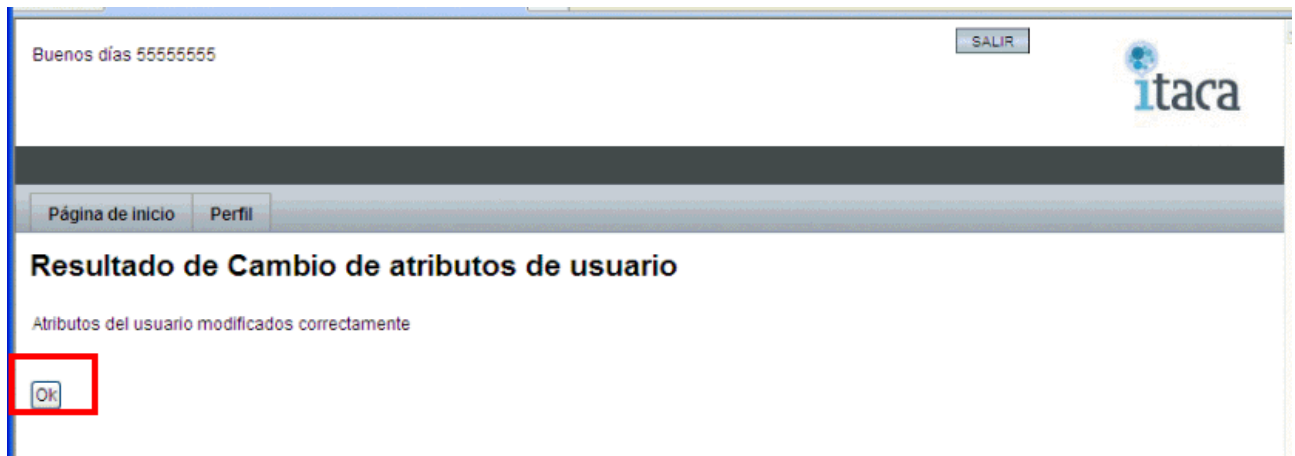 Buenos días 55555555
SALIR
itaca
Página de inicio Perfil
Resultado de Cambio de atributos de usuario
Atributos del usuario modificados correctamente
Ok